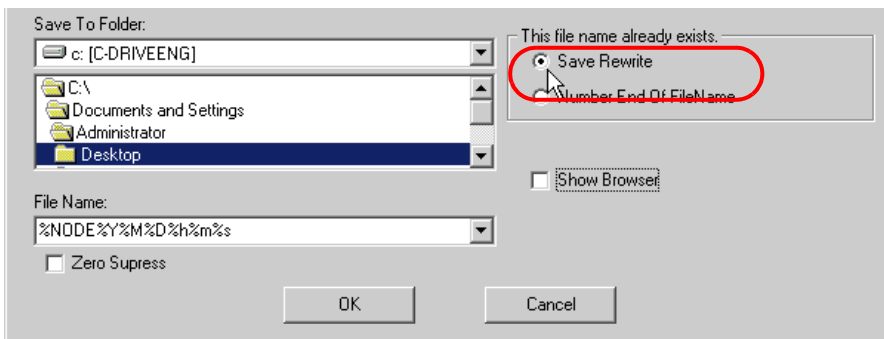 Save To Folder:
c: [C-DRIVEENG]
C:\
Documents and Settings
Administrator
Desktop
File Name:
%NODE%Y%M%D%h%m%s
Zero Supress
OK
Cancel
This file name already exists.
Save Rewrite
Number End Of FileName
Show Browser